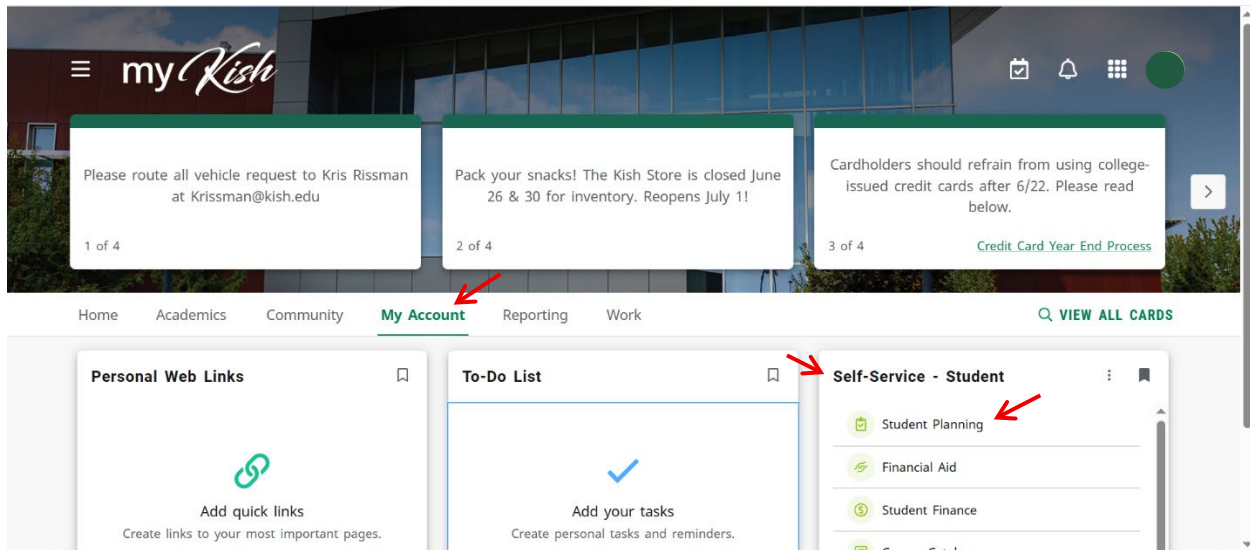 my Kish
Please route all vehicle request to Kris Rissman
at Krissman@kish.edu
1 of 4
Pack your snacks! The Kish Store is closed June
26 & 30 for inventory. Reopens July 1!
2 of 4
Cardholders should refrain from using college-
issued credit cards after 6/22. Please read
below.
3 of 4 Credit Card Year End Process
Home Academics Community My Account Reporting Work VIEW ALL CARDS
Personal Web Links
Add quick links
Create links to your most important pages.
To-Do List
Add your tasks
Create personal tasks and reminders.
Self-Service - Student
Student Planning
Financial Aid
Student Finance